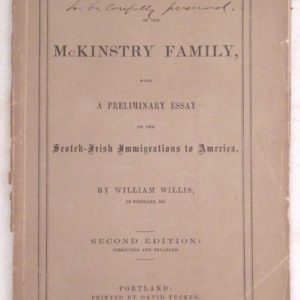 To be Carefully preserved.
OF THE
McKINSTRY FAMILY,
WITH
A PRELIMINARY ESSAY
ON THE
Scotch-Irish Immigrations to America.
BY WILLIAM WILLIS,
OF PORTLAND, ME.
SECOND EDITION:
CORRECTED AND ENLARGED
PORTLAND:
PRINTED BY DAVID TUCKER.